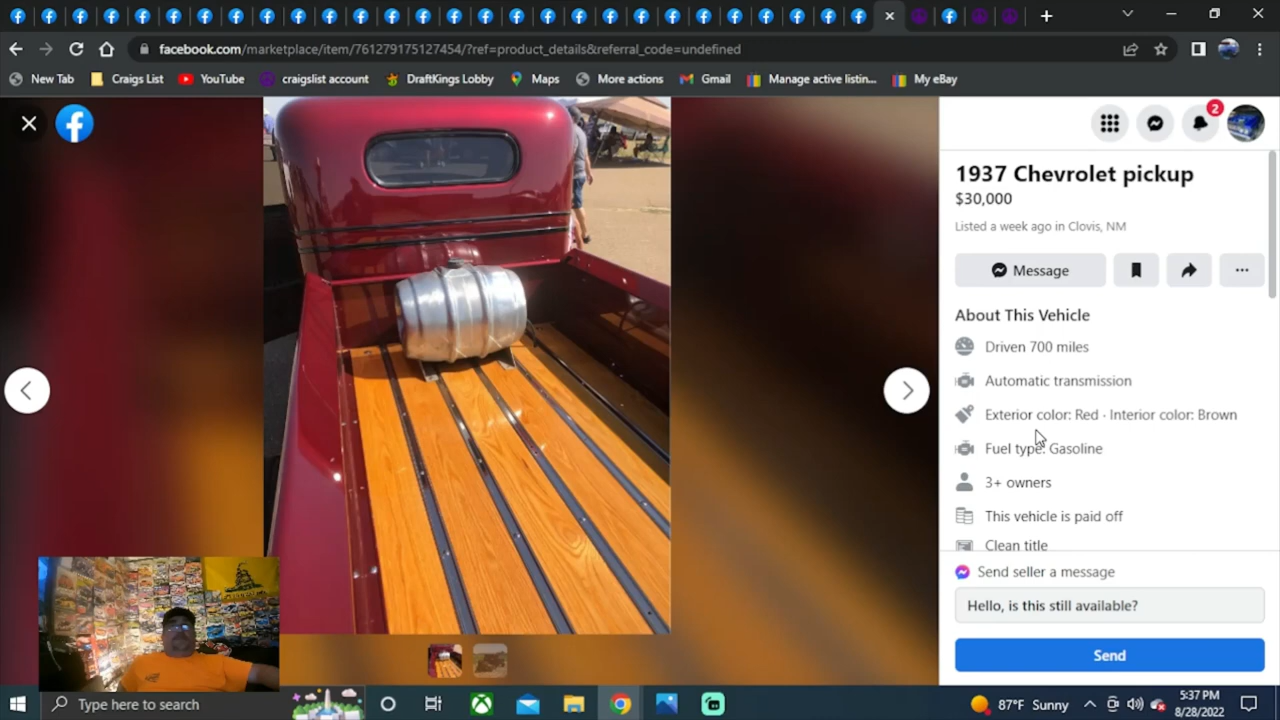 facebook.com/marketplace/item/761279175127454/?ref=product_details&referral_code=undefined
New Tab Craigs List YouTube craigslist account DraftKings Lobby Maps More actions Gmail Manage active listin... My eBay
2
1937 Chevrolet pickup
$30,000
Listed a week ago in Clovis, NM
Message
About This Vehicle
Driven 700 miles
Automatic transmission
Exterior color: Red · Interior color: Brown
Fuel type: Gasoline
3+ owners
This vehicle is paid off
Clean title
Send seller a message
Hello, is this still available?
Send
Type here to search
87°F Sunny
5:37 PM
8/28/2022